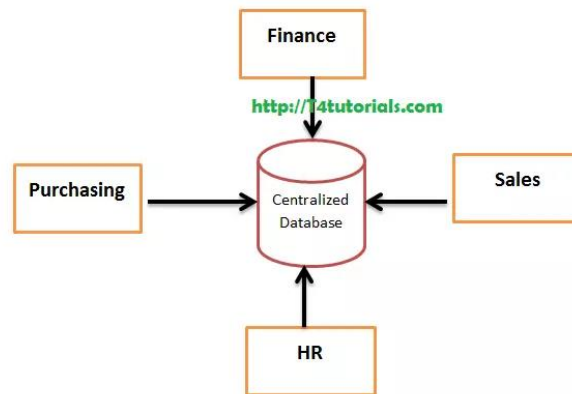 Finance
http://T4tutorials.com
Purchasing
Centralized
Database
Sales
HR